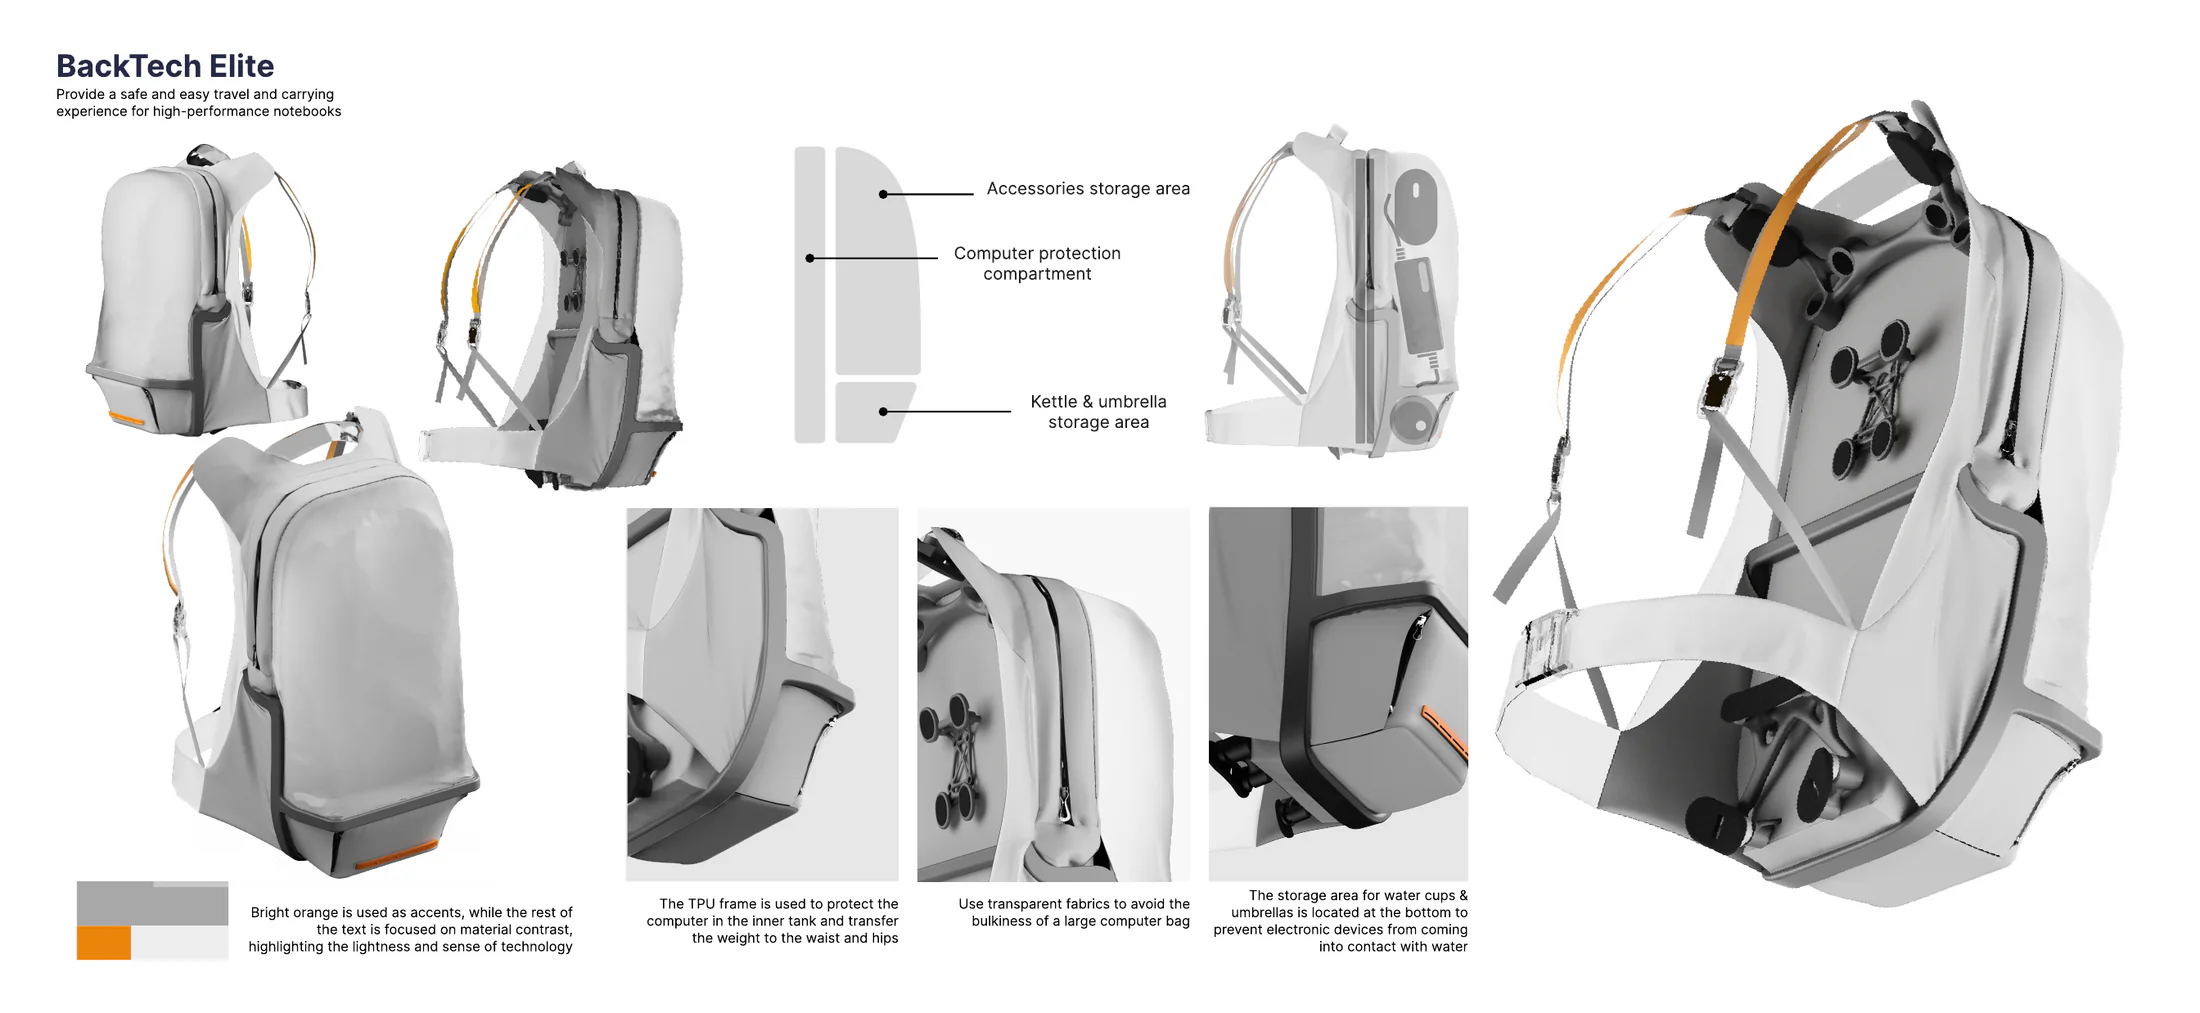 BackTech Elite
Provide a safe and easy travel and carrying
experience for high-performance notebooks
Accessories storage area
Computer protection
compartment
Kettle & umbrella
storage area
Bright orange is used as accents, while the rest of
the text is focused on material contrast,
highlighting the lightness and sense of technology
The TPU frame is used to protect the
computer in the inner tank and transfer
the weight to the waist and hips
Use transparent fabrics to avoid the
bulkiness of a large computer bag
The storage area for water cups &
umbrellas is located at the bottom to
prevent electronic devices from coming
into contact with water